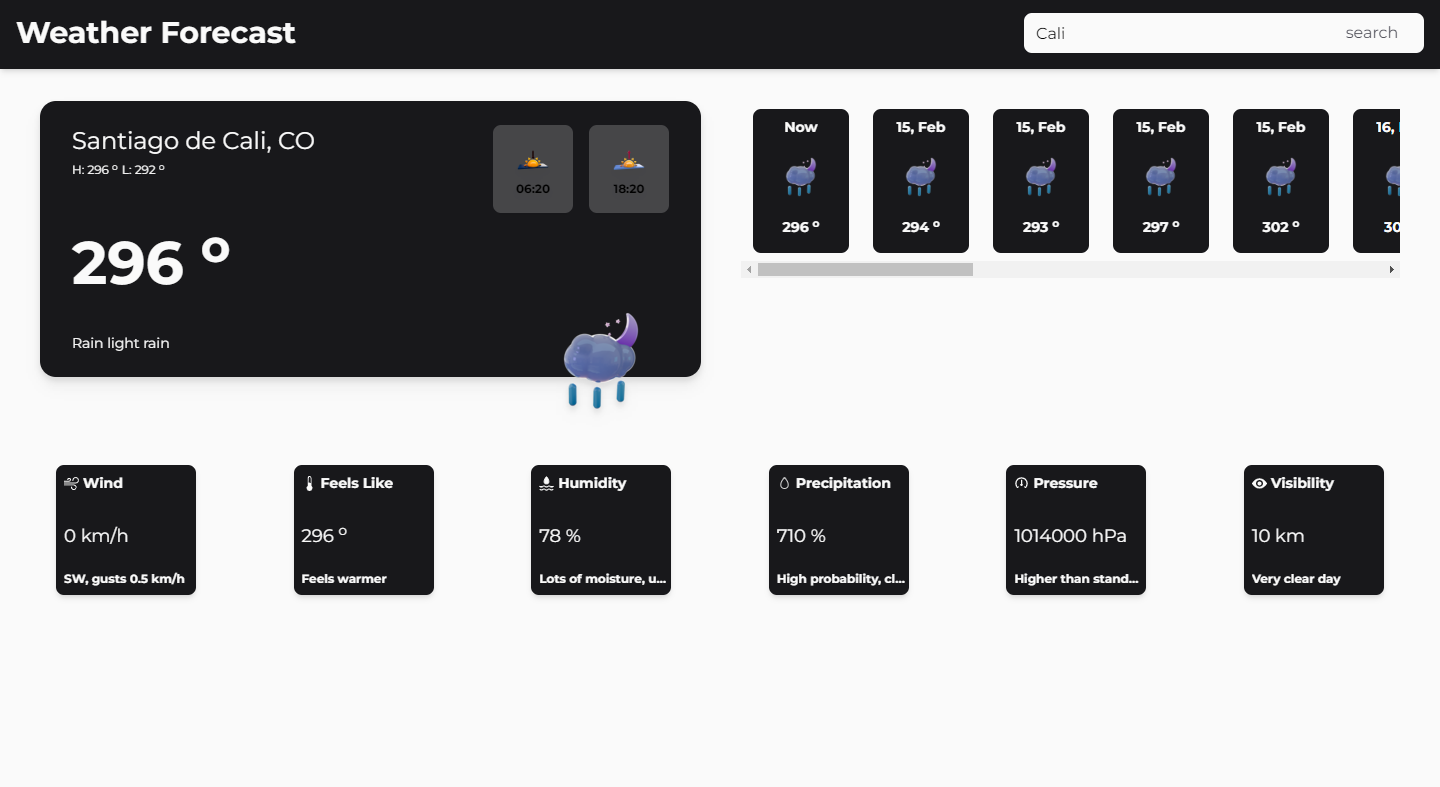 Weather Forecast
Cali
search
Santiago de Cali, CO
H: 296 º L: 292 º
06:20
18:20
296 º
Rain light rain
Now
296 º
15, Feb
294 º
15, Feb
293 º
15, Feb
297 º
15, Feb
302 º
16,
Wind
0 km/h
SW, gusts 0.5 km/h
Feels Like
296 º
Feels warmer
Humidity
78 %
Lots of moisture, u...
Precipitation
710 %
High probability, cl...
Pressure
1014000 hPa
Higher than stand...
Visibility
10 km
Very clear day